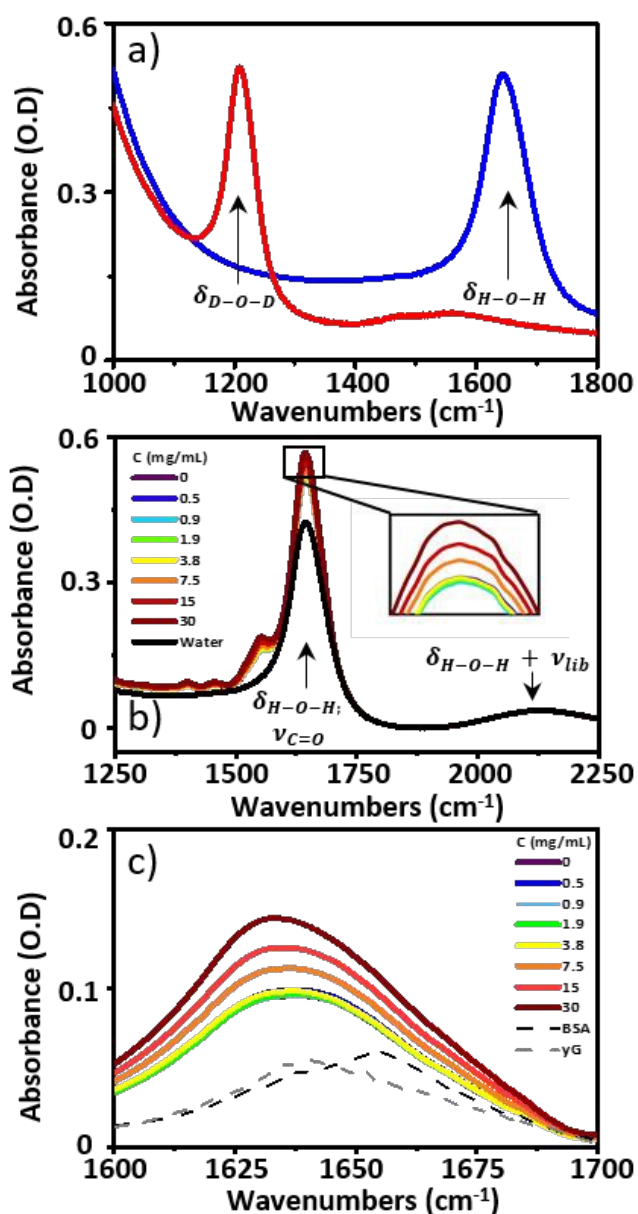 a)
0.6
0.3
0
Absorbance (O.D)
δD-O-D
δH-O-H
1000 1200 1400 1600 1800
Wavenumbers (cm-1)
0.6
0.3
0
Absorbance (O.D)
C (mg/mL)
0
0.5
0.9
1.9
3.8
7.5
15
30
Water
δH-O-H + νlib
b)
δH-O-H;
νC=O
1250 1500 1750 2000 2250
Wavenumbers (cm-1)
0.2
0.1
0
Absorbance (O.D)
c)
C (mg/mL)
0
0.5
0.9
1.9
3.8
7.5
15
30
BSA
yG
1600 1625 1650 1675 1700
Wavenumbers (cm-1)